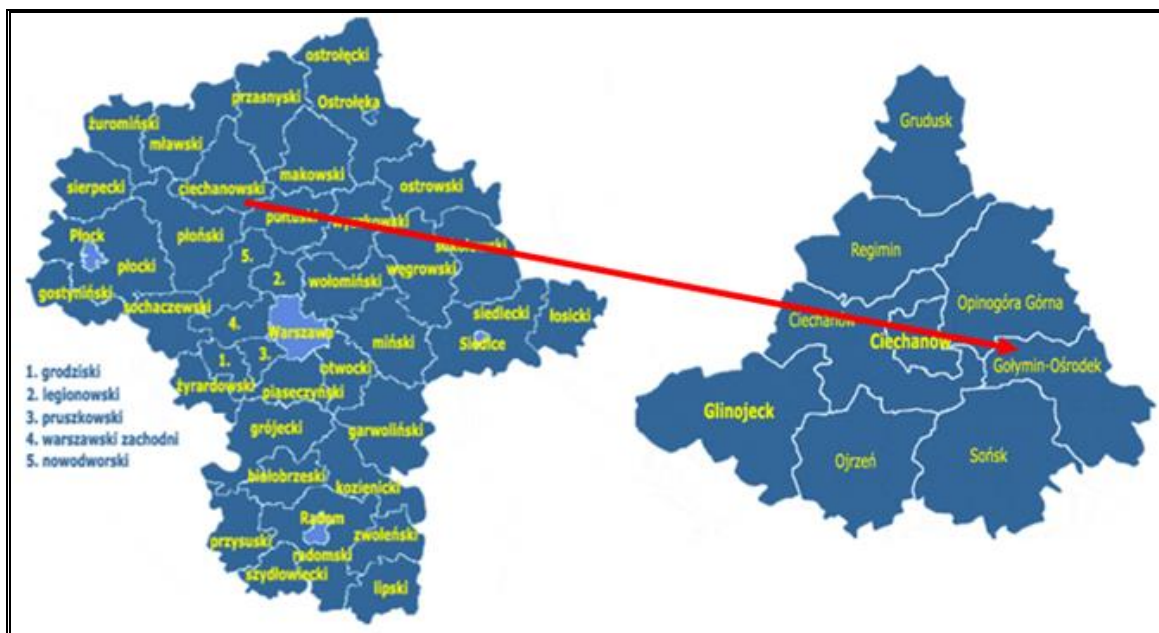 ostrołęcki
przasnyski
Ostrołęka
żuromiński
mławski
makowski
sierpecki
ciechanowski
ostrowski
pułtuski
wyszkowski
Płock
płoński
sokołowski
5.
płocki
węgrowski
2.
wołomiński
gostyniński
sochaczewski
siedlecki
łosicki
4.
Warszawa
miński
Siedlce
1.
3.
otwocki
żyrardowski
piaseczyński
grójecki
garwoliński
białobrzeski
kozienicki
Radom
zwoleński
przysuski
radomski
szydłowiecki
lipski
1. grodziski
2. legionowski
3. pruszkowski
4. warszawski zachodni
5. nowodworski
Grudusk
Regimin
Opinogóra Górna
Ciechanów
Ciechanów
Gołymin-Ośrodek
Glinojeck
Ojrzeń
Sońsk